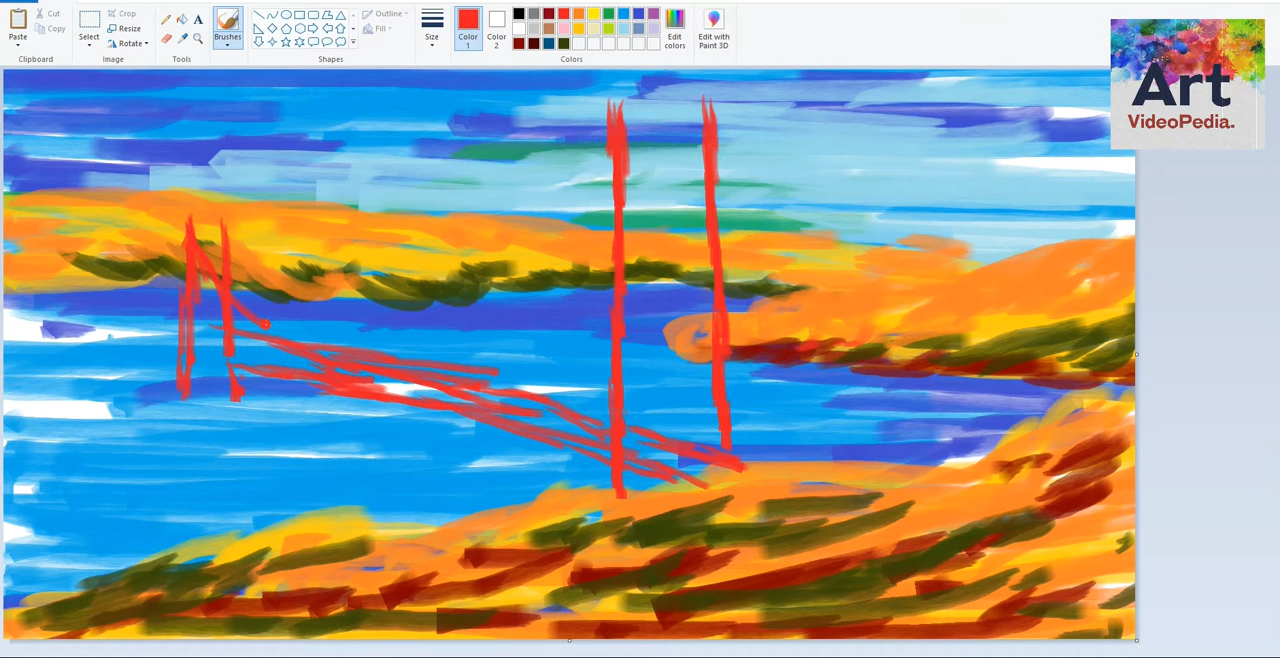 Paste
Cut
Copy
Clipboard
Select
Crop
Resize
Rotate
Image
A
Tools
Brushes
Shapes
Outline
Fill
Size
Color
1
Color
2
Colors
Edit
colors
Edit with
Paint 3D
Art
VideoPedia.